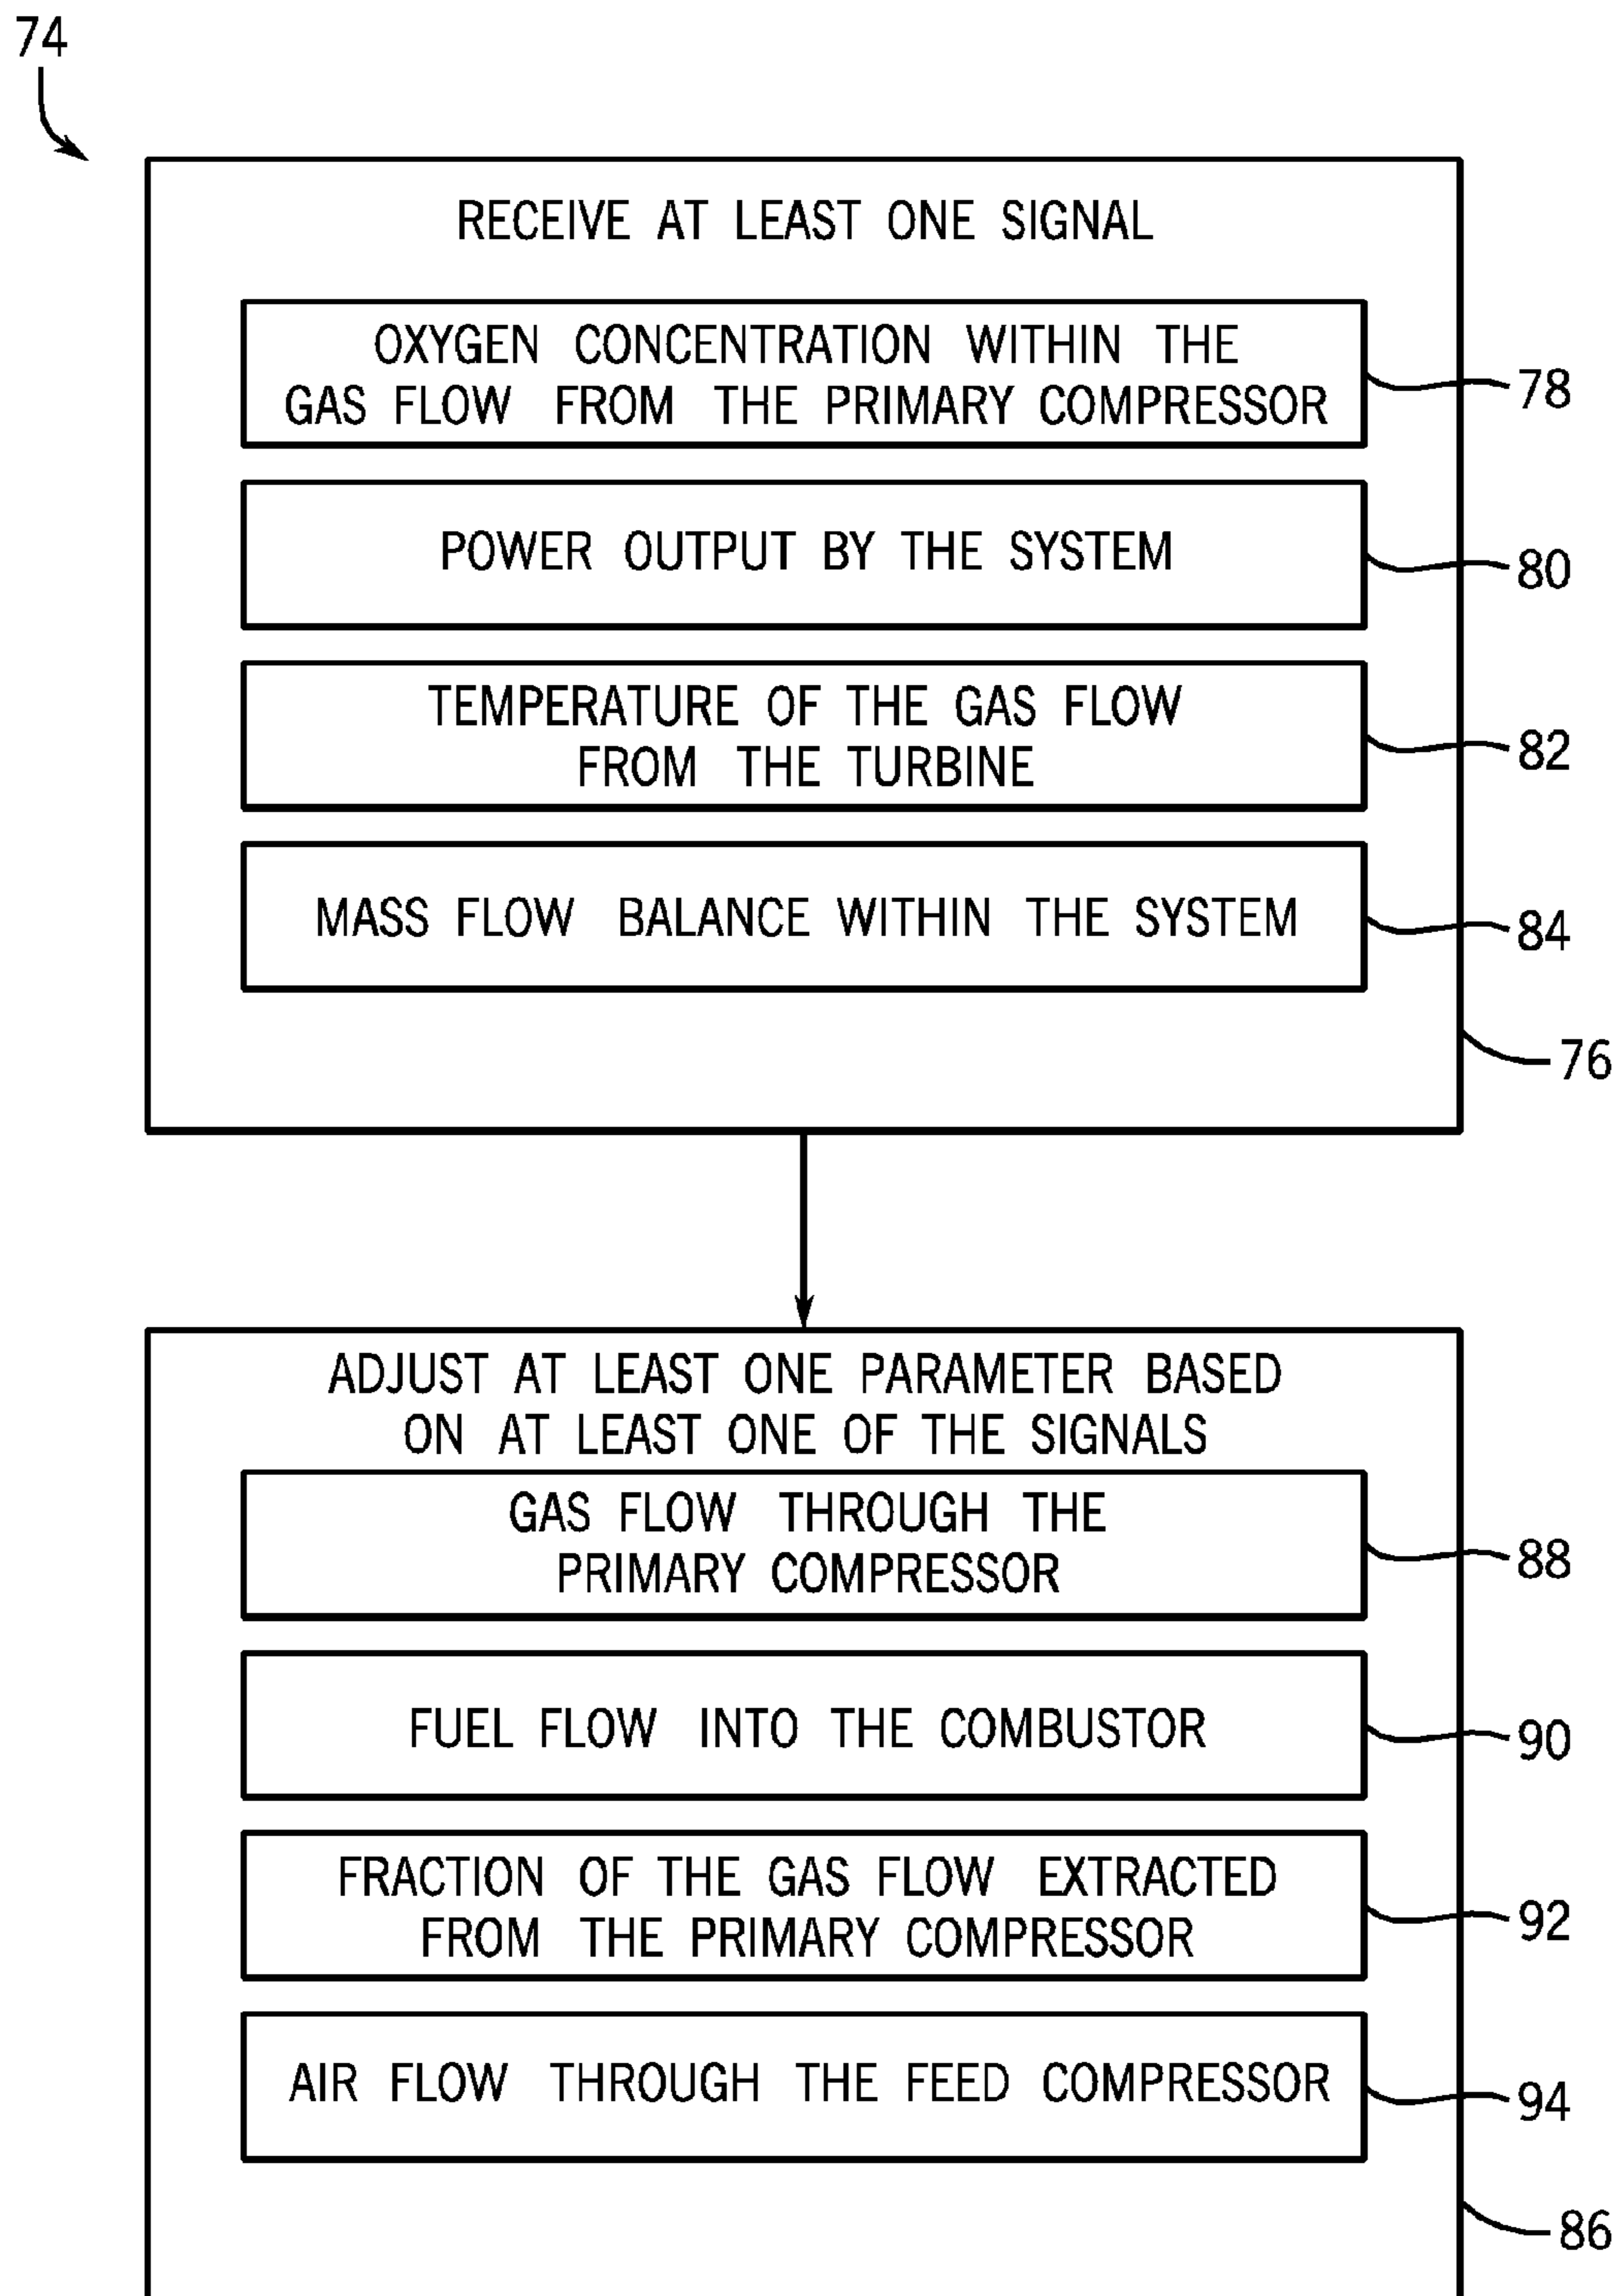 74
RECEIVE AT LEAST ONE SIGNAL
OXYGEN CONCENTRATION WITHIN THE
GAS FLOW FROM THE PRIMARY COMPRESSOR
78
POWER OUTPUT BY THE SYSTEM
80
TEMPERATURE OF THE GAS FLOW
FROM THE TURBINE
82
MASS FLOW BALANCE WITHIN THE SYSTEM
84
76
ADJUST AT LEAST ONE PARAMETER BASED
ON AT LEAST ONE OF THE SIGNALS
GAS FLOW THROUGH THE
PRIMARY COMPRESSOR
88
FUEL FLOW INTO THE COMBUSTOR
90
FRACTION OF THE GAS FLOW EXTRACTED
FROM THE PRIMARY COMPRESSOR
92
AIR FLOW THROUGH THE FEED COMPRESSOR
94
86